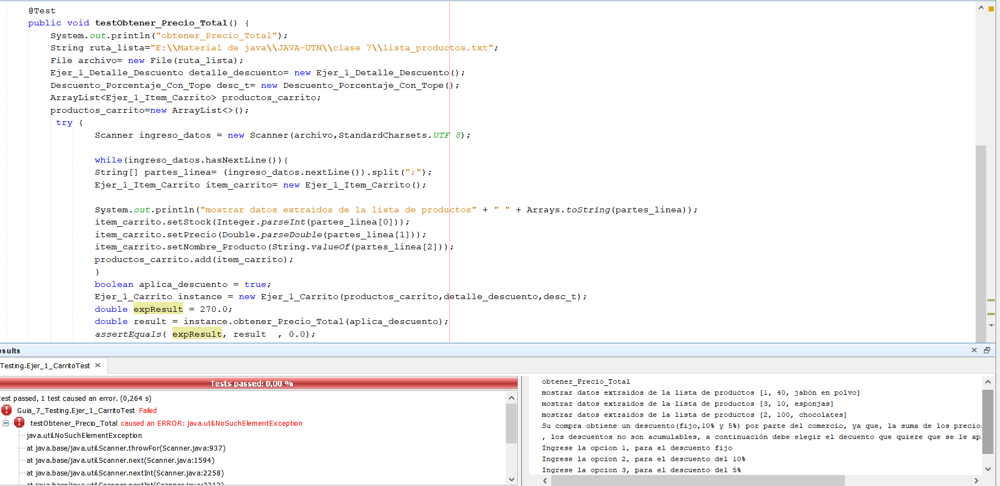 @Test
public void testObtener_Precio_Total() {
System.out.println("obtener_Precio_Total");
String ruta_lista="E:\\Material de java\\JAVA-UTN\\clase 7\\lista_productos.txt";
File archivo= new File(ruta_lista);
Ejer_1_Detalle_Descuento detalle_descuento= new Ejer_1_Detalle_Descuento();
Descuento_Porcentaje_Con_Tope desc_t= new Descuento_Porcentaje_Con_Tope();
ArrayList<Ejer_1_Item_Carrito> productos_carrito;
productos_carrito=new ArrayList<>();
try {
Scanner ingreso_datos = new Scanner(archivo,StandardCharsets.UTF_8);
while(ingreso_datos.hasNextLine()){
String[] partes_linea= (ingreso_datos.nextLine()).split(";");
Ejer_1_Item_Carrito item_carrito= new Ejer_1_Item_Carrito();
System.out.println("mostrar datos extraidos de la lista de productos" + " " + Arrays.toString(partes_linea));
item_carrito.setStock(Integer.parseInt(partes_linea[0]));
item_carrito.setPrecio(Double.parseDouble(partes_linea[1]));
item_carrito.setNombre_Producto(String.valueOf(partes_linea[2]));
productos_carrito.add(item_carrito);
}
boolean aplica_descuento = true;
Ejer_1_Carrito instance = new Ejer_1_Carrito(productos_carrito,detalle_descuento,desc_t);
double expResult = 270.0;
double result = instance.obtener_Precio_Total(aplica_descuento);
assertEquals( expResult, result  , 0.0);
esults
Testing.Ejer_1_CarritoTest
Tests passed: 0,00 %
est passed, 1 test caused an error. (0,264 s)
Guia_7_Testing.Ejer_1_CarritoTest Failed
testObtener_Precio_Total caused an ERROR: java.util.NoSuchElementException
java.util.NoSuchElementException
at java.base/java.util.Scanner.throwFor(Scanner.java:937)
at java.base/java.util.Scanner.next(Scanner.java:1594)
at java.base/java.util.Scanner.nextInt(Scanner.java:2258)
at java.base/java.util.Scanner.nextInt(Scanner.java:2212)
obtener_Precio_Total
mostrar datos extraidos de la lista de productos [1, 40, jabón en polvo]
mostrar datos extraidos de la lista de productos [3, 10, esponjas]
mostrar datos extraidos de la lista de productos [2, 100, chocolates]
Su compra obtiene un descuento(fijo,10% y 5%) por parte del comercio, ya que, la suma de los precio
, los descuentos no son acumulables, a continuación debe elegir el decuento que quiere que se le apl
Ingrese la opcion 1, para el descuento fijo
Ingrese la opcion 2, para el descuento del 10%
Ingrese la opcion 3, para el descuento del 5%